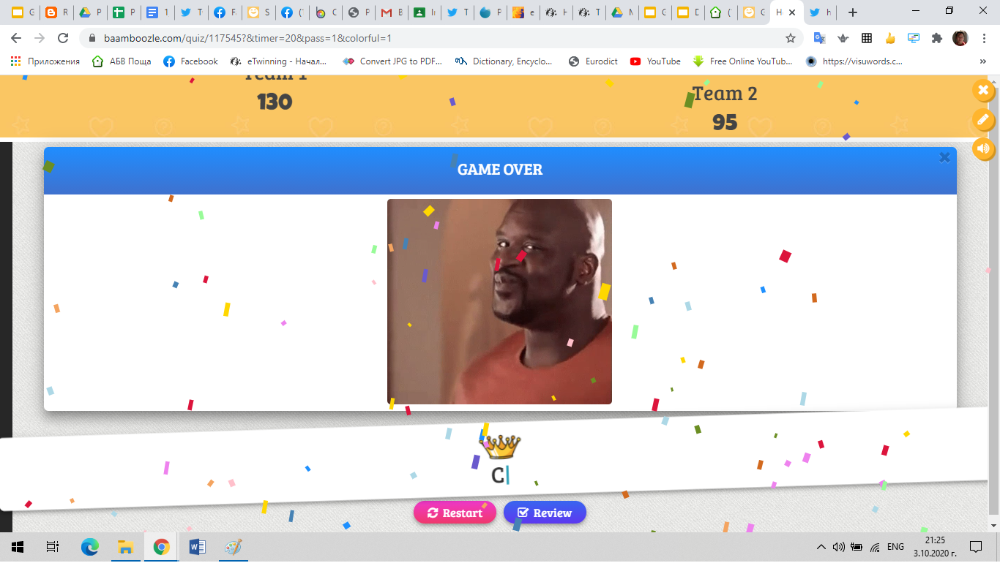 G
R
P
P
1
T
F
S
(
C
P
B
Ir
T
P
e
H
T
M
C
D
(
G
H
h
baamboozle.com/quiz/117545?&timer=20&pass=1&colorful=1
Приложения
АБВ Поща
Facebook
eTwinning - Начал...
Convert JPG to PDF...
Dictionary, Encyclo...
Eurodict
YouTube
Free Online YouTub...
https://visuwords.c...
»
Team 1
130
Team 2
95
GAME OVER
C
Restart
Review
ENG
21:25
3.10.2020 г.